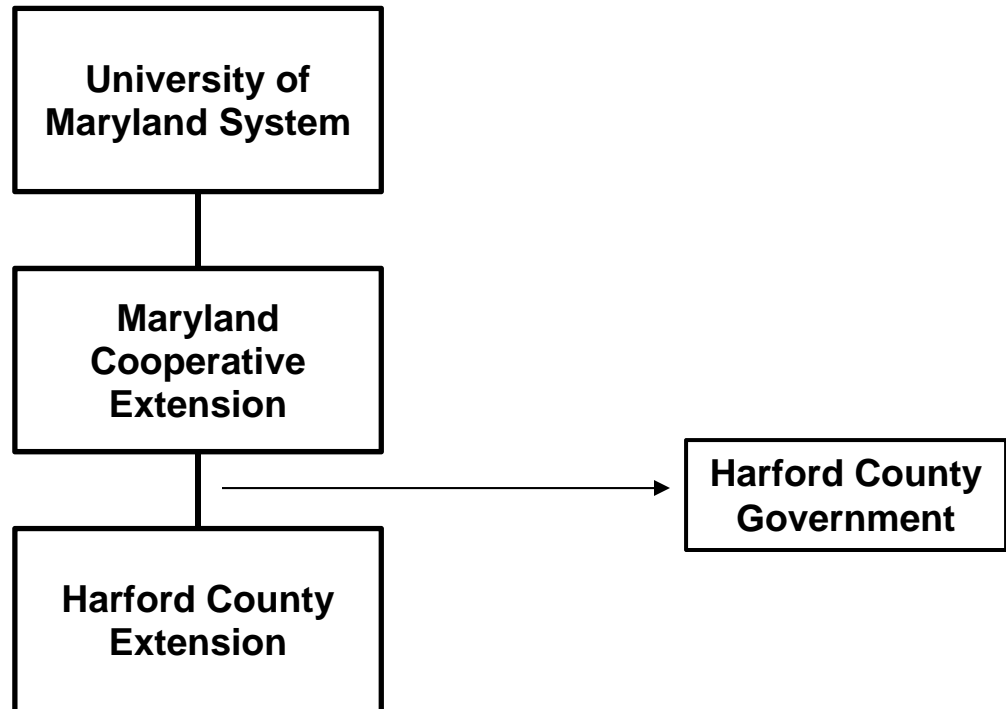 University of
Maryland System
Maryland
Cooperative
Extension
Harford County
Government
Harford County
Extension